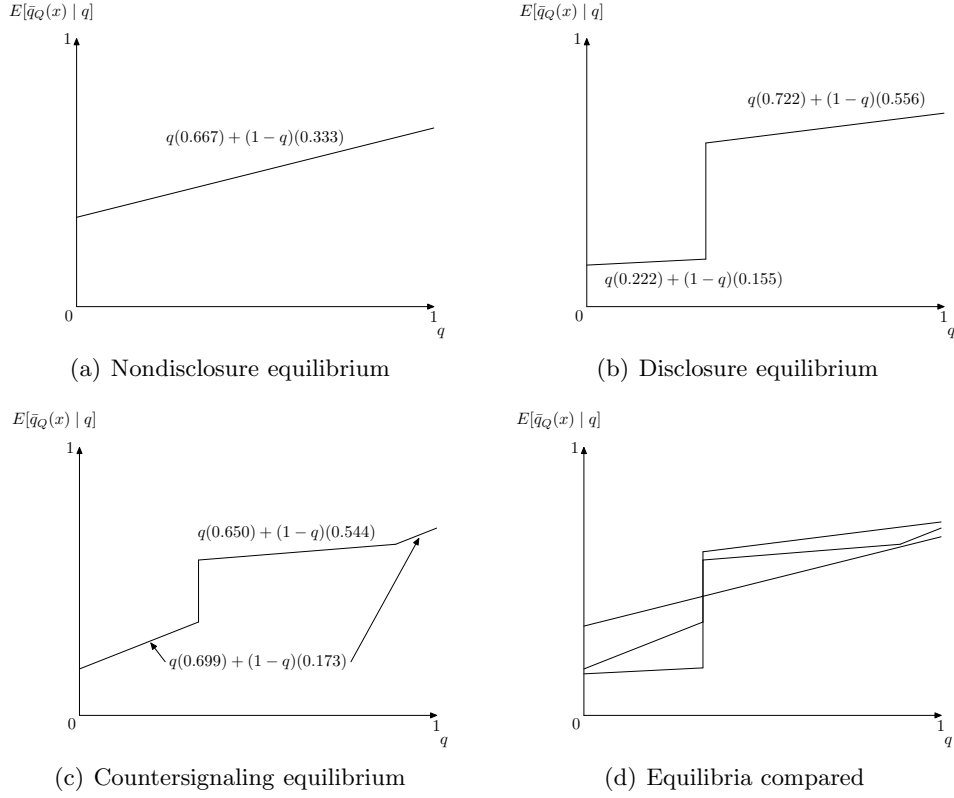 E[q̄_Q(x) | q]
1
q(0.667) + (1 − q)(0.333)
0
1
q
(a) Nondisclosure equilibrium
E[q̄_Q(x) | q]
1
q(0.722) + (1 − q)(0.556)
q(0.222) + (1 − q)(0.155)
0
1
q
(b) Disclosure equilibrium
E[q̄_Q(x) | q]
1
q(0.650) + (1 − q)(0.544)
q(0.699) + (1 − q)(0.173)
0
1
q
(c) Countersignaling equilibrium
E[q̄_Q(x) | q]
1
0
1
q
(d) Equilibria compared